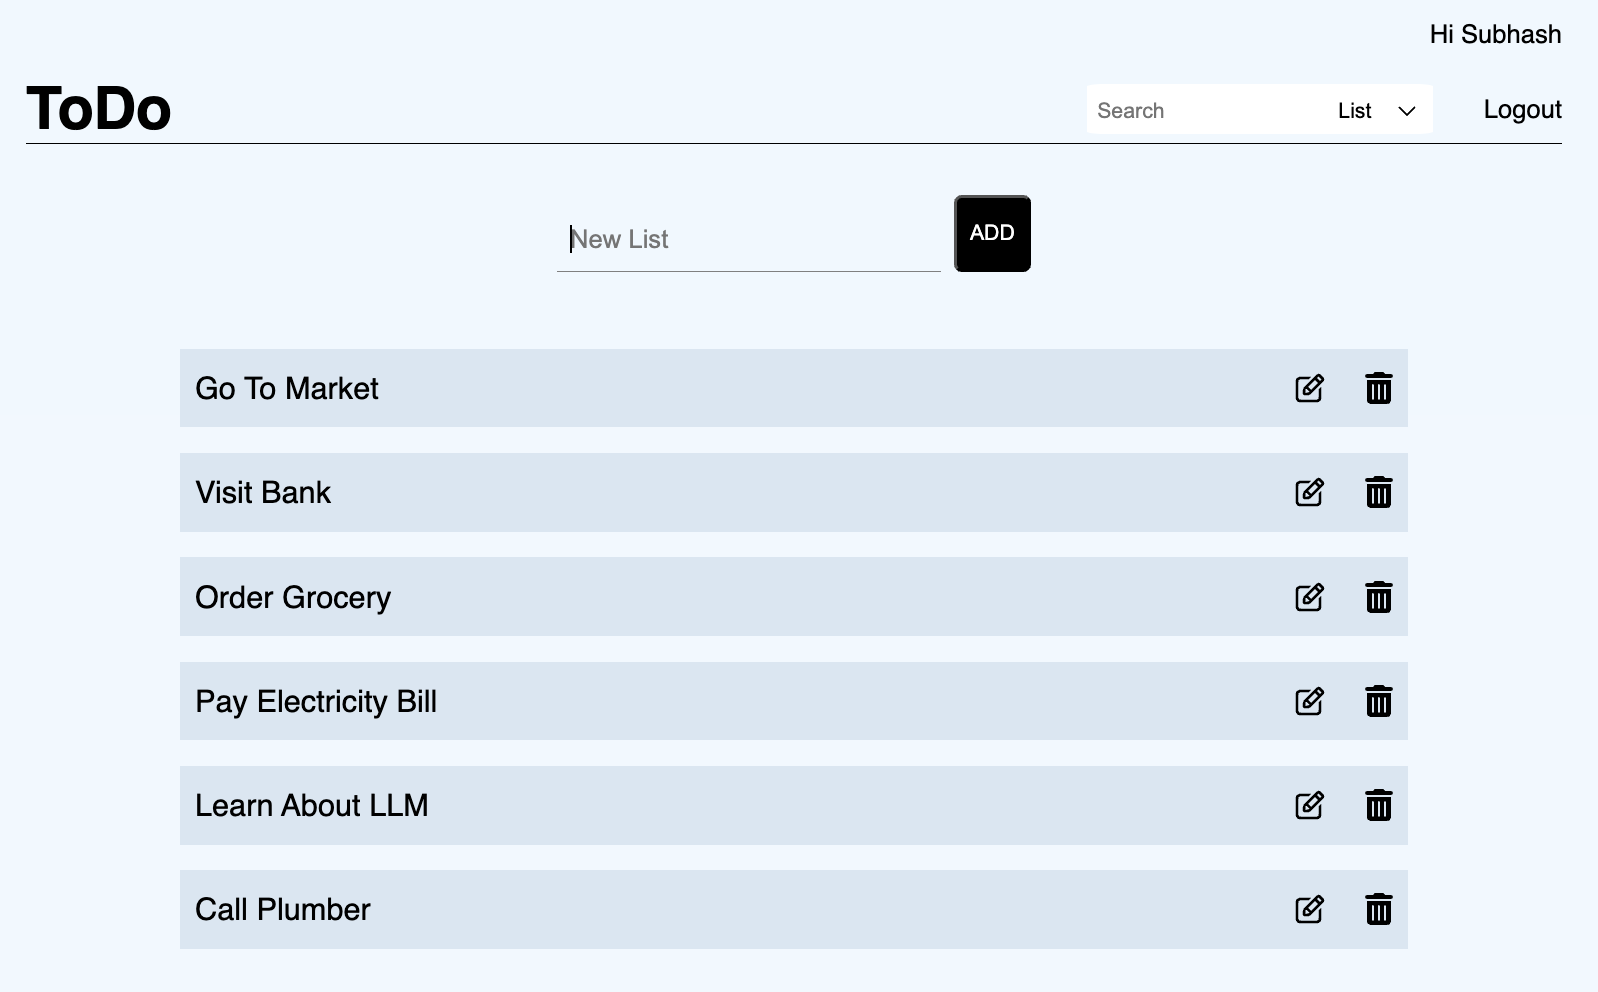 Hi Subhash
ToDo
Search
List
Logout
New List
ADD
Go To Market
Visit Bank
Order Grocery
Pay Electricity Bill
Learn About LLM
Call Plumber